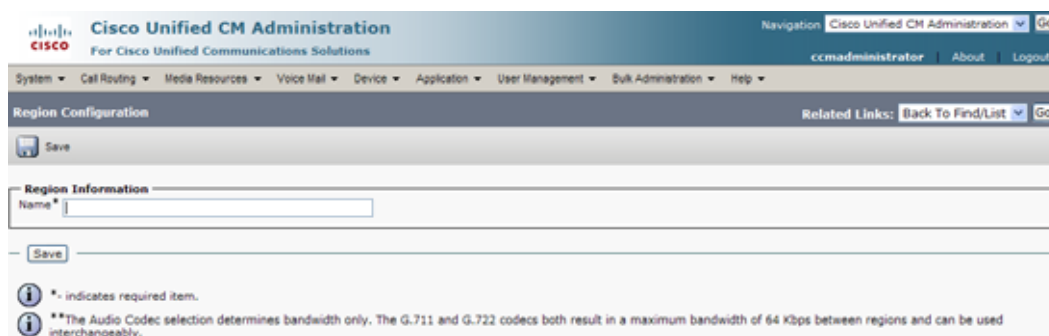 Cisco Unified CM Administration
For Cisco Unified Communications Solutions
CISCO
Navigation Cisco Unified CM Administration Go
ccmadministrator About Logout
System Call Routing Media Resources Voice Mail Device Application User Management Bulk Administration Help
Region Configuration
Related Links: Back To Find/List Go
Save
Region Information
Name*
Save
*- indicates required item.
**The Audio Codec selection determines bandwidth only. The G.711 and G.722 codecs both result in a maximum bandwidth of 64 Kbps between regions and can be used
interchangeably.